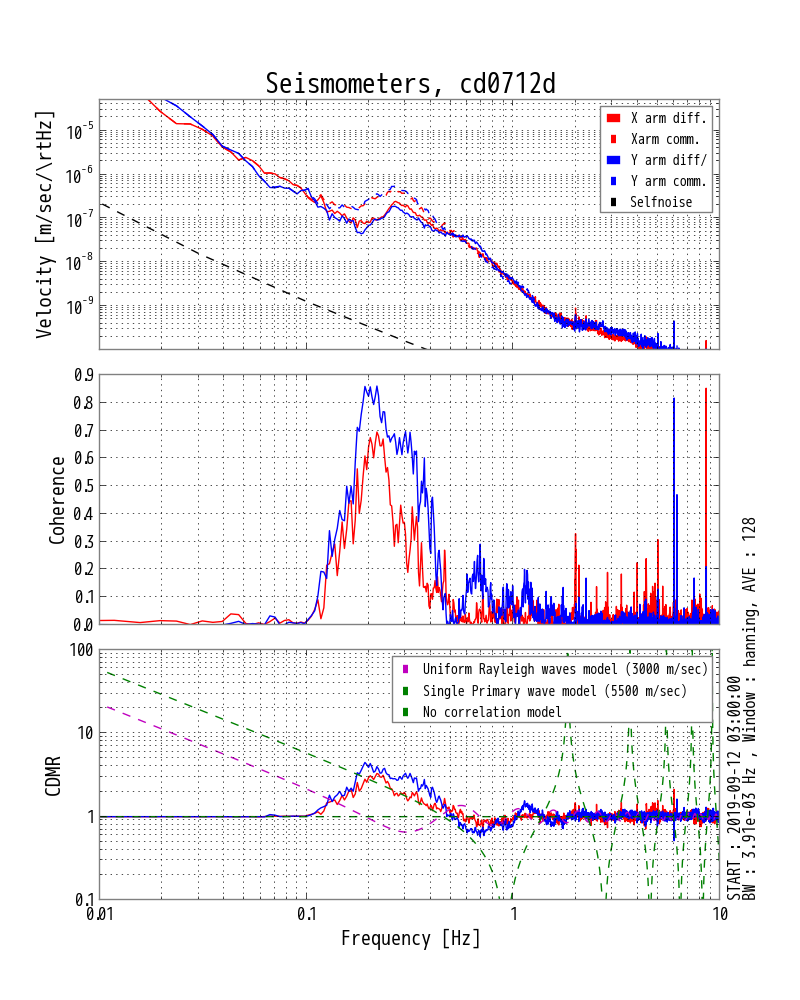 Seismometers, cd0712d
Velocity [m/sec/\rtHz]
10^-5
10^-6
10^-7
10^-8
10^-9
X arm diff.
Xarm comm.
Y arm diff/
Y arm comm.
Selfnoise
Coherence
0.9
0.8
0.7
0.6
0.5
0.4
0.3
0.2
0.1
0.0
CDMR
100
10
1
0.1
Uniform Rayleigh waves model (3000 m/sec)
Single Primary wave model (5500 m/sec)
No correlation model
0.01
0.1
1
10
Frequency [Hz]
START : 2019-09-12 03:00:00
BW : 3.91e-03 Hz , Window : hanning, AVE : 128